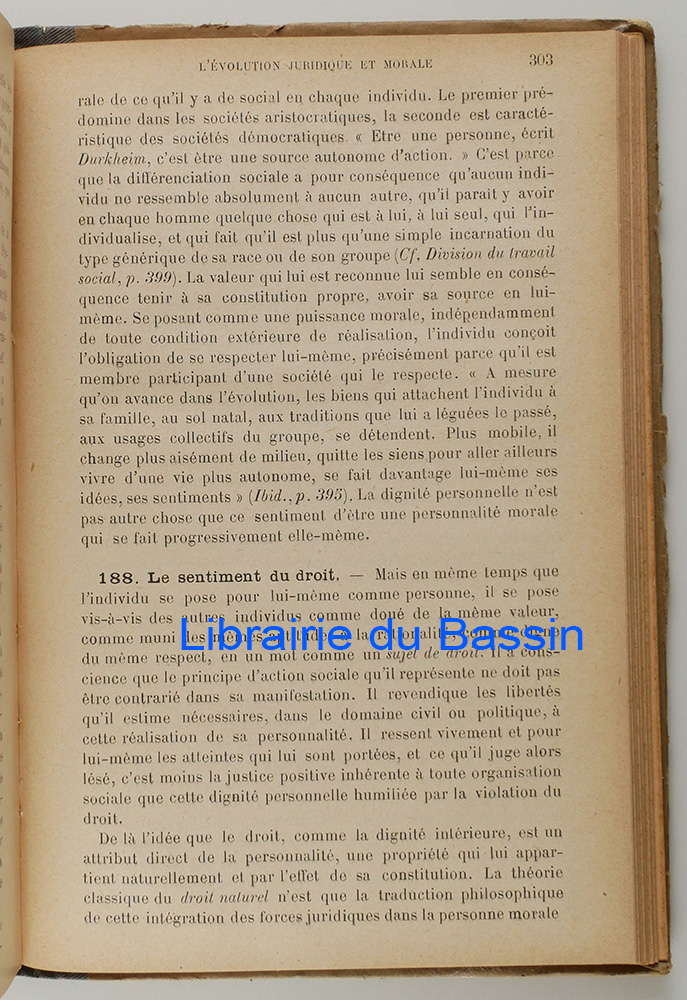 L'ÉVOLUTION JURIDIQUE ET MORALE 303
rale de ce qu'il y a de social en chaque individu. Le premier pré-
domine dans les sociétés aristocratiques, la seconde est caracté-
ristique des sociétés démocratiques. « Etre une personne, écrit
Durkheim, c'est être une source autonome d'action. » C'est parce
que la différenciation sociale a pour conséquence qu'aucun indi-
vidu ne ressemble absolument à aucun autre, qu'il parait y avoir
en chaque homme quelque chose qui est à lui, à lui seul, qui l'in-
dividualise, et qui fait qu'il est plus qu'une simple incarnation du
type générique de sa race ou de son groupe (Cf, Division du travail
social, p. 399). La valeur qui lui est reconnue lui semble en consé-
quence tenir à sa constitution propre, avoir sa source en lui-
même. Se posant comme une puissance morale, indépendamment
de toute condition extérieure de réalisation, l'individu conçoit
l'obligation de se respecter lui-même, précisément parce qu'il est
membre participant d'une société qui le respecte. « A mesure
qu'on avance dans l'évolution, les biens qui attachent l'individu à
sa famille, au sol natal, aux traditions que lui a léguées le passé,
aux usages collectifs du groupe, se détendent. Plus mobile, il
change plus aisément de milieu, quitte les siens pour aller ailleurs
vivre d'une vie plus autonome, se fait davantage lui-même ses
idées, ses sentiments » (Ibid., p. 395). La dignité personnelle n'est
pas autre chose que ce sentiment d'être une personnalité morale
qui se fait progressivement elle-même.
188. Le sentiment du droit. — Mais en même temps que
l'individu se pose pour lui-même comme personne, il se pose
vis-à-vis des autres individus comme doué de la même valeur,
comme muni des mêmes aptitudes à la rationalité, comme digne
Librairie du Bassin
du même respect, en un mot comme un sujet de droit. Il a cons-
cience que le principe d'action sociale qu'il représente ne doit pas
être contrarié dans sa manifestation. Il revendique les libertés
qu'il estime nécessaires, dans le domaine civil ou politique, à
cette réalisation de sa personnalité. Il ressent vivement et pour
lui-même les atteintes qui lui sont portées, et ce qu'il juge alors
lésé, c'est moins la justice positive inhérente à toute organisation
sociale que cette dignité personnelle humiliée par la violation du
droit.
De là l'idée que le droit, comme la dignité intérieure, est un
attribut direct de la personnalité, une propriété qui lui appar-
tient naturellement et par l'effet de sa constitution. La théorie
classique du droit naturel n'est que la traduction philosophique
de cette intégration des forces juridiques dans la personne morale